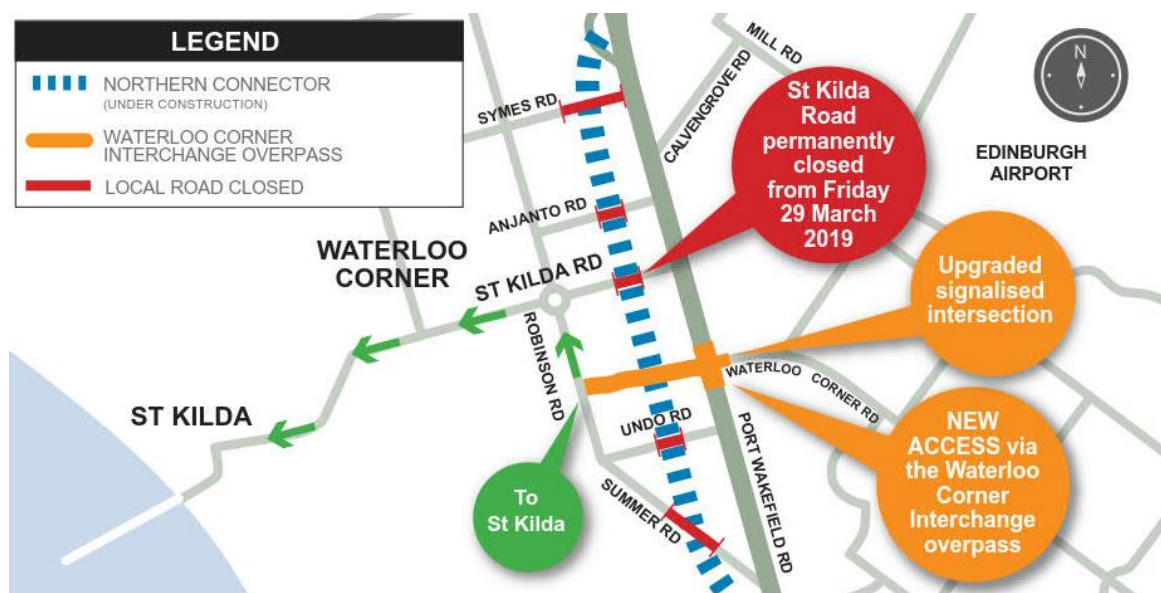 LEGEND
NORTHERN CONNECTOR
(UNDER CONSTRUCTION)
WATERLOO CORNER
INTERCHANGE OVERPASS
LOCAL ROAD CLOSED
SYMES RD
MILL RD
CALVENGROVE RD
N
EDINBURGH
AIRPORT
St Kilda
Road
permanently
closed
from Friday
29 March
2019
ANJANTO RD
WATERLOO
CORNER
ST KILDA RD
Upgraded
signalised
intersection
ROBINSON RD
WATERLOO CORNER RD
ST KILDA
UNDO RD
PORT WAKEFIELD RD
NEW
ACCESS via
the Waterloo
Corner
Interchange
overpass
To
St Kilda
SUMMER RD